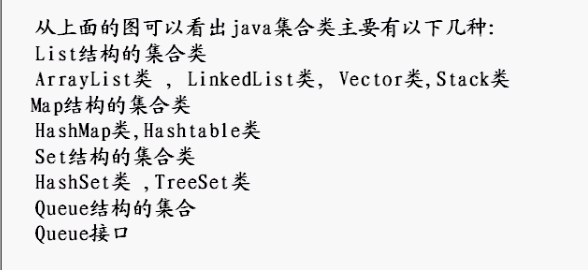 从上面的图可以看出java集合类主要有以下几种:
List结构的集合类
ArrayList类 , LinkedList类, Vector类,Stack类
Map结构的集合类
HashMap类,Hashtable类
Set结构的集合类
HashSet类 ,TreeSet类
Queue结构的集合
Queue接口